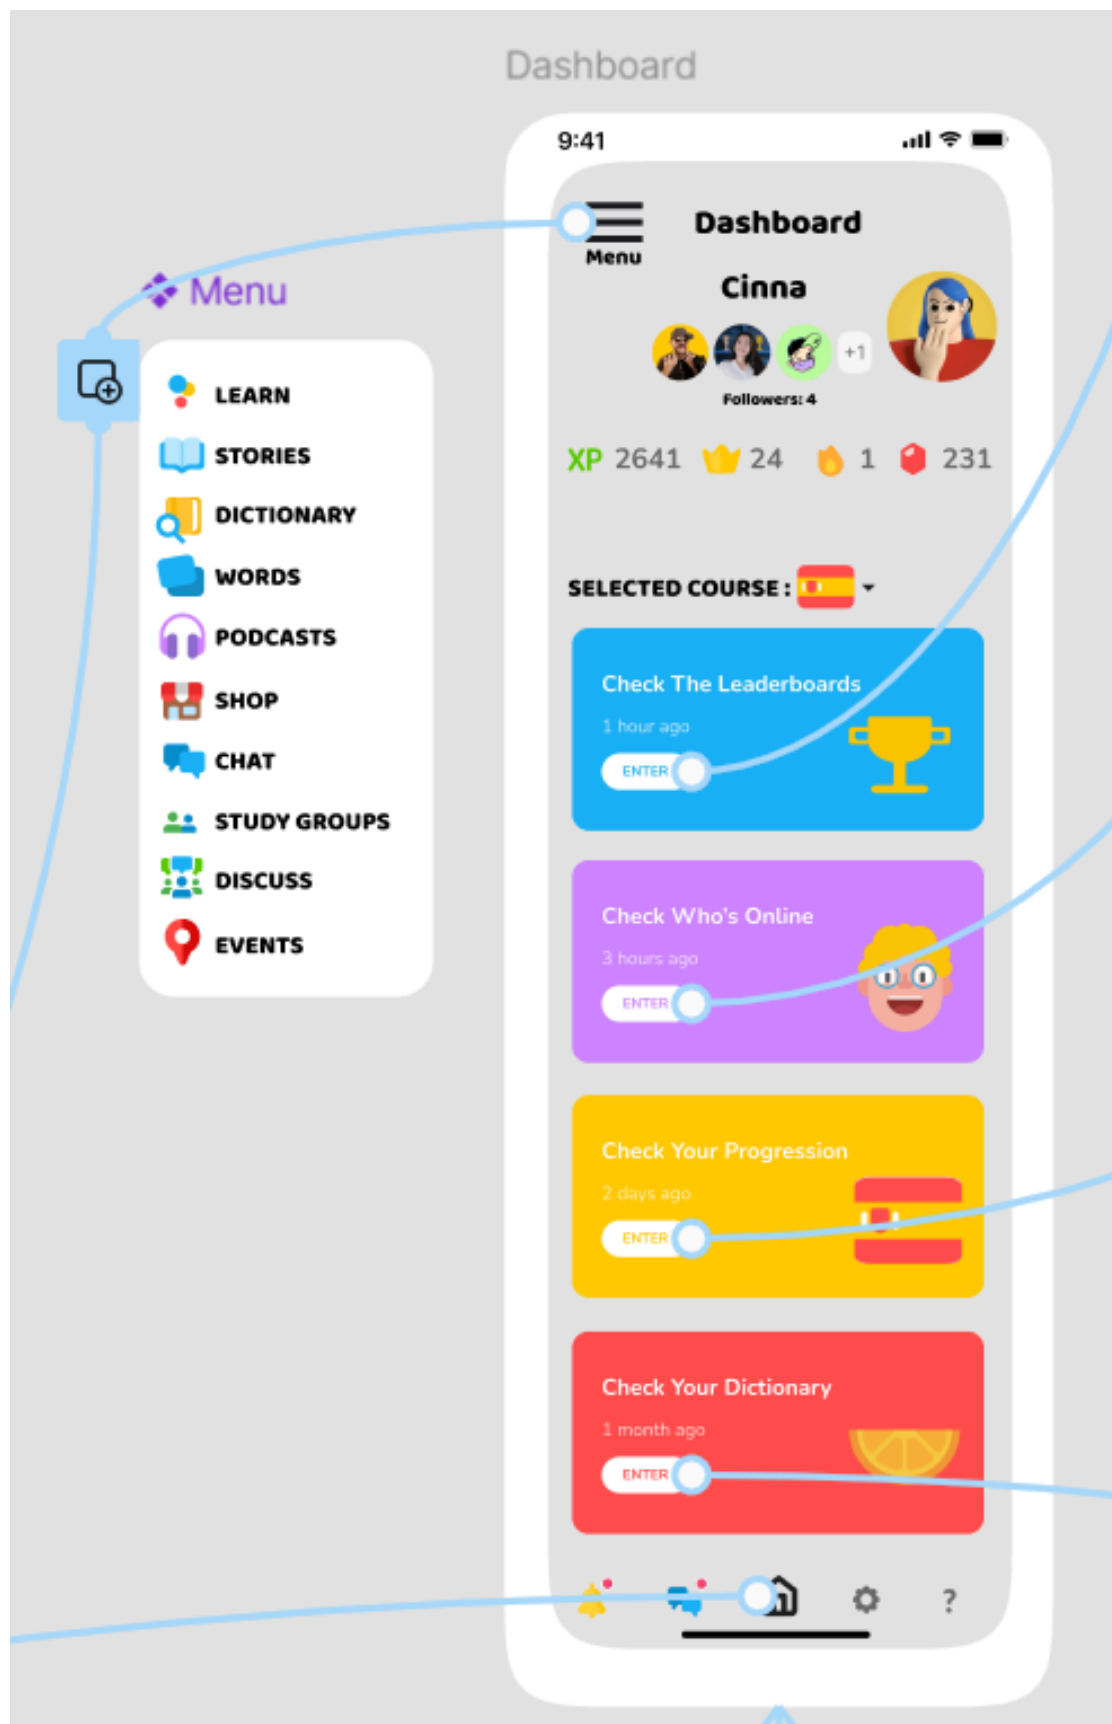 Dashboard
9:41
Dashboard
Menu
Cinna
+1
Followers: 4
XP 2641 24 1 231
SELECTED COURSE :
Check The Leaderboards
1 hour ago
ENTER
Check Who's Online
3 hours ago
ENTER
Check Your Progression
2 days ago
ENTER
Check Your Dictionary
1 month ago
ENTER
?
Menu
LEARN
STORIES
DICTIONARY
WORDS
PODCASTS
SHOP
CHAT
STUDY GROUPS
DISCUSS
EVENTS